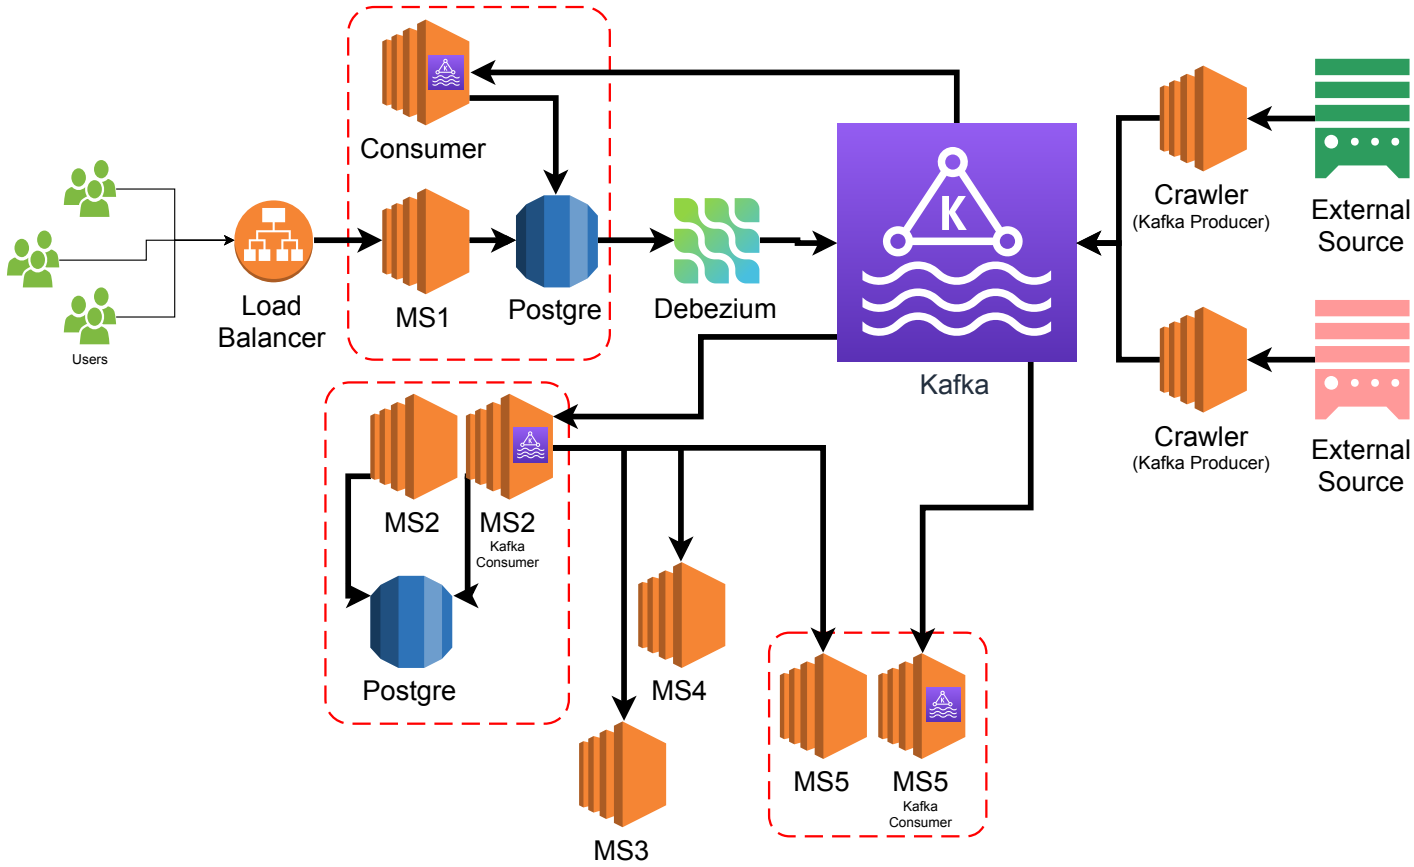 Consumer
K
K
Crawler
(Kafka Producer)
External
Source
Users
Load
Balancer
MS1
Postgre
Debezium
Kafka
Crawler
(Kafka Producer)
External
Source
MS2
K
MS2
Kafka
Consumer
Postgre
MS4
MS3
MS5
K
MS5
Kafka
Consumer